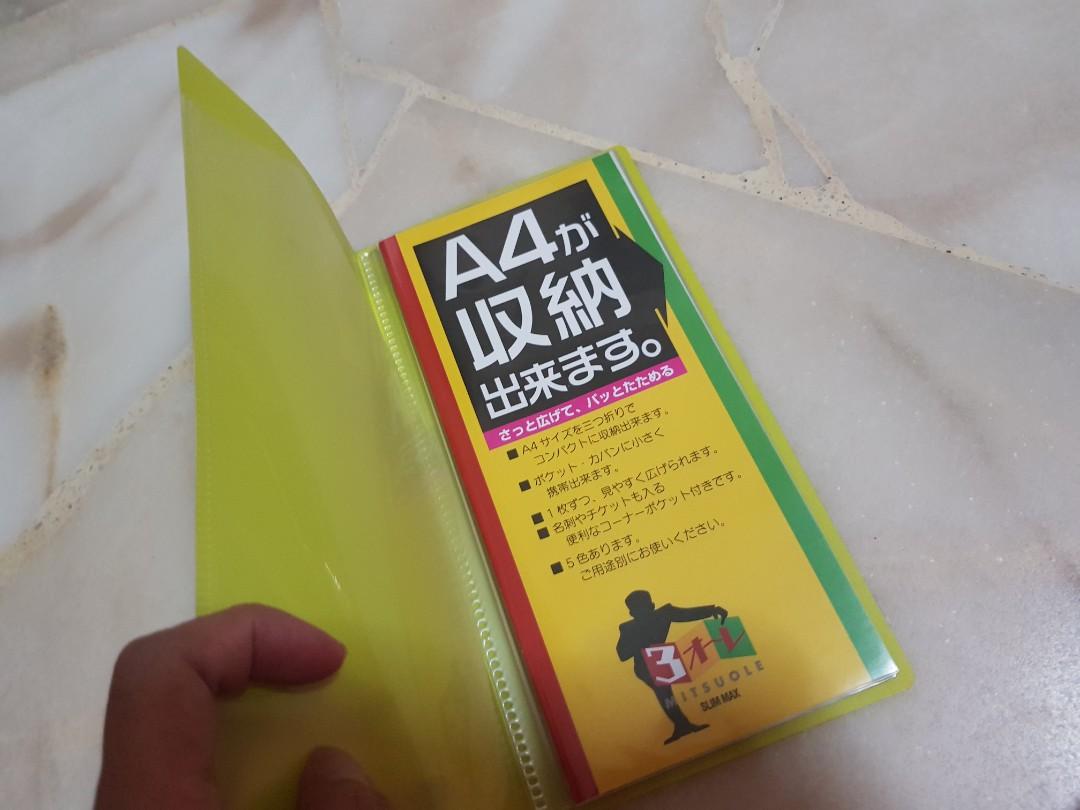 A4が
収納
出来ます。
さっと広げて、パッとたためる
■A4サイズを三つ折りで
コンパクトに収納出来ます。
■ポケット・カバンに小さく
携帯出来ます。
■1枚ずつ、見やすく広げられます。
■名刺やチケットも入る
便利なコーナーポケット付きです。
■5色あります。
ご用途別にお使いください。
3オーレ
MITSUOLE
SLIM MAX